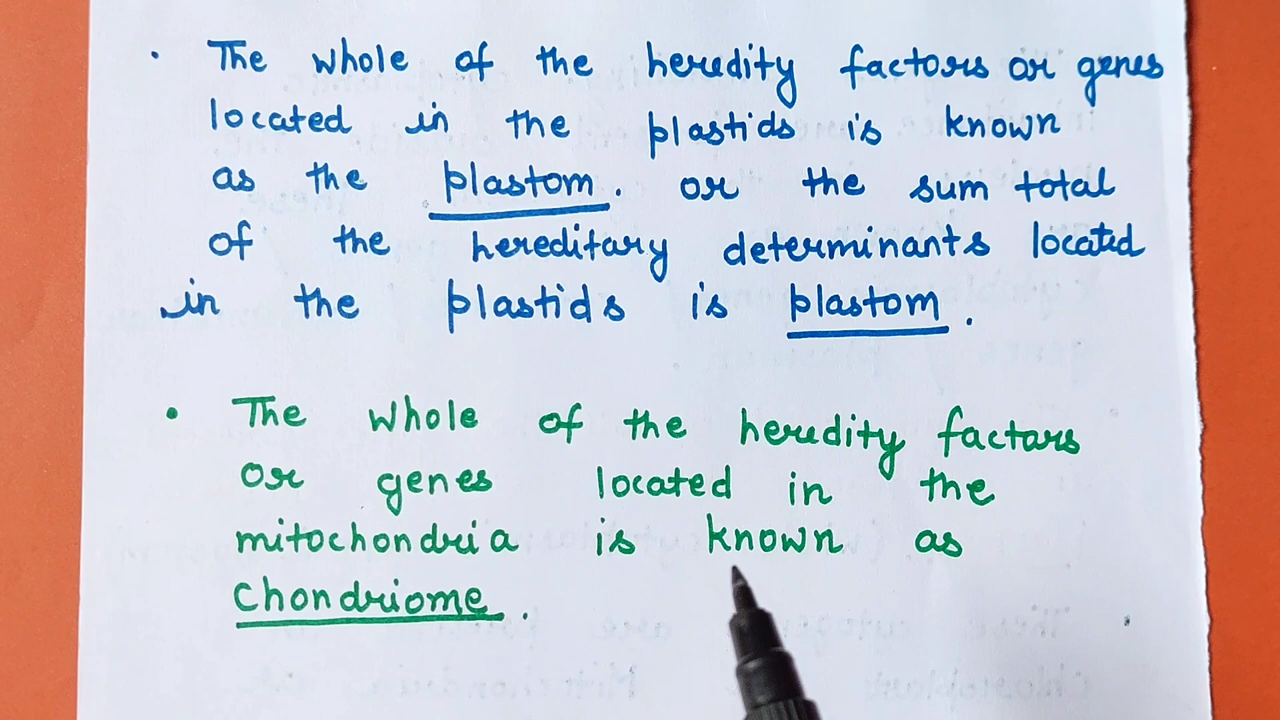 • The whole of the heredity factors or genes
located in the plastids is known
as the plastom. or the sum total
of the hereditary determinants located
in the plastids is plastom.
• The whole of the heredity factors
or genes located in the
mitochondria is known as
Chondriome.